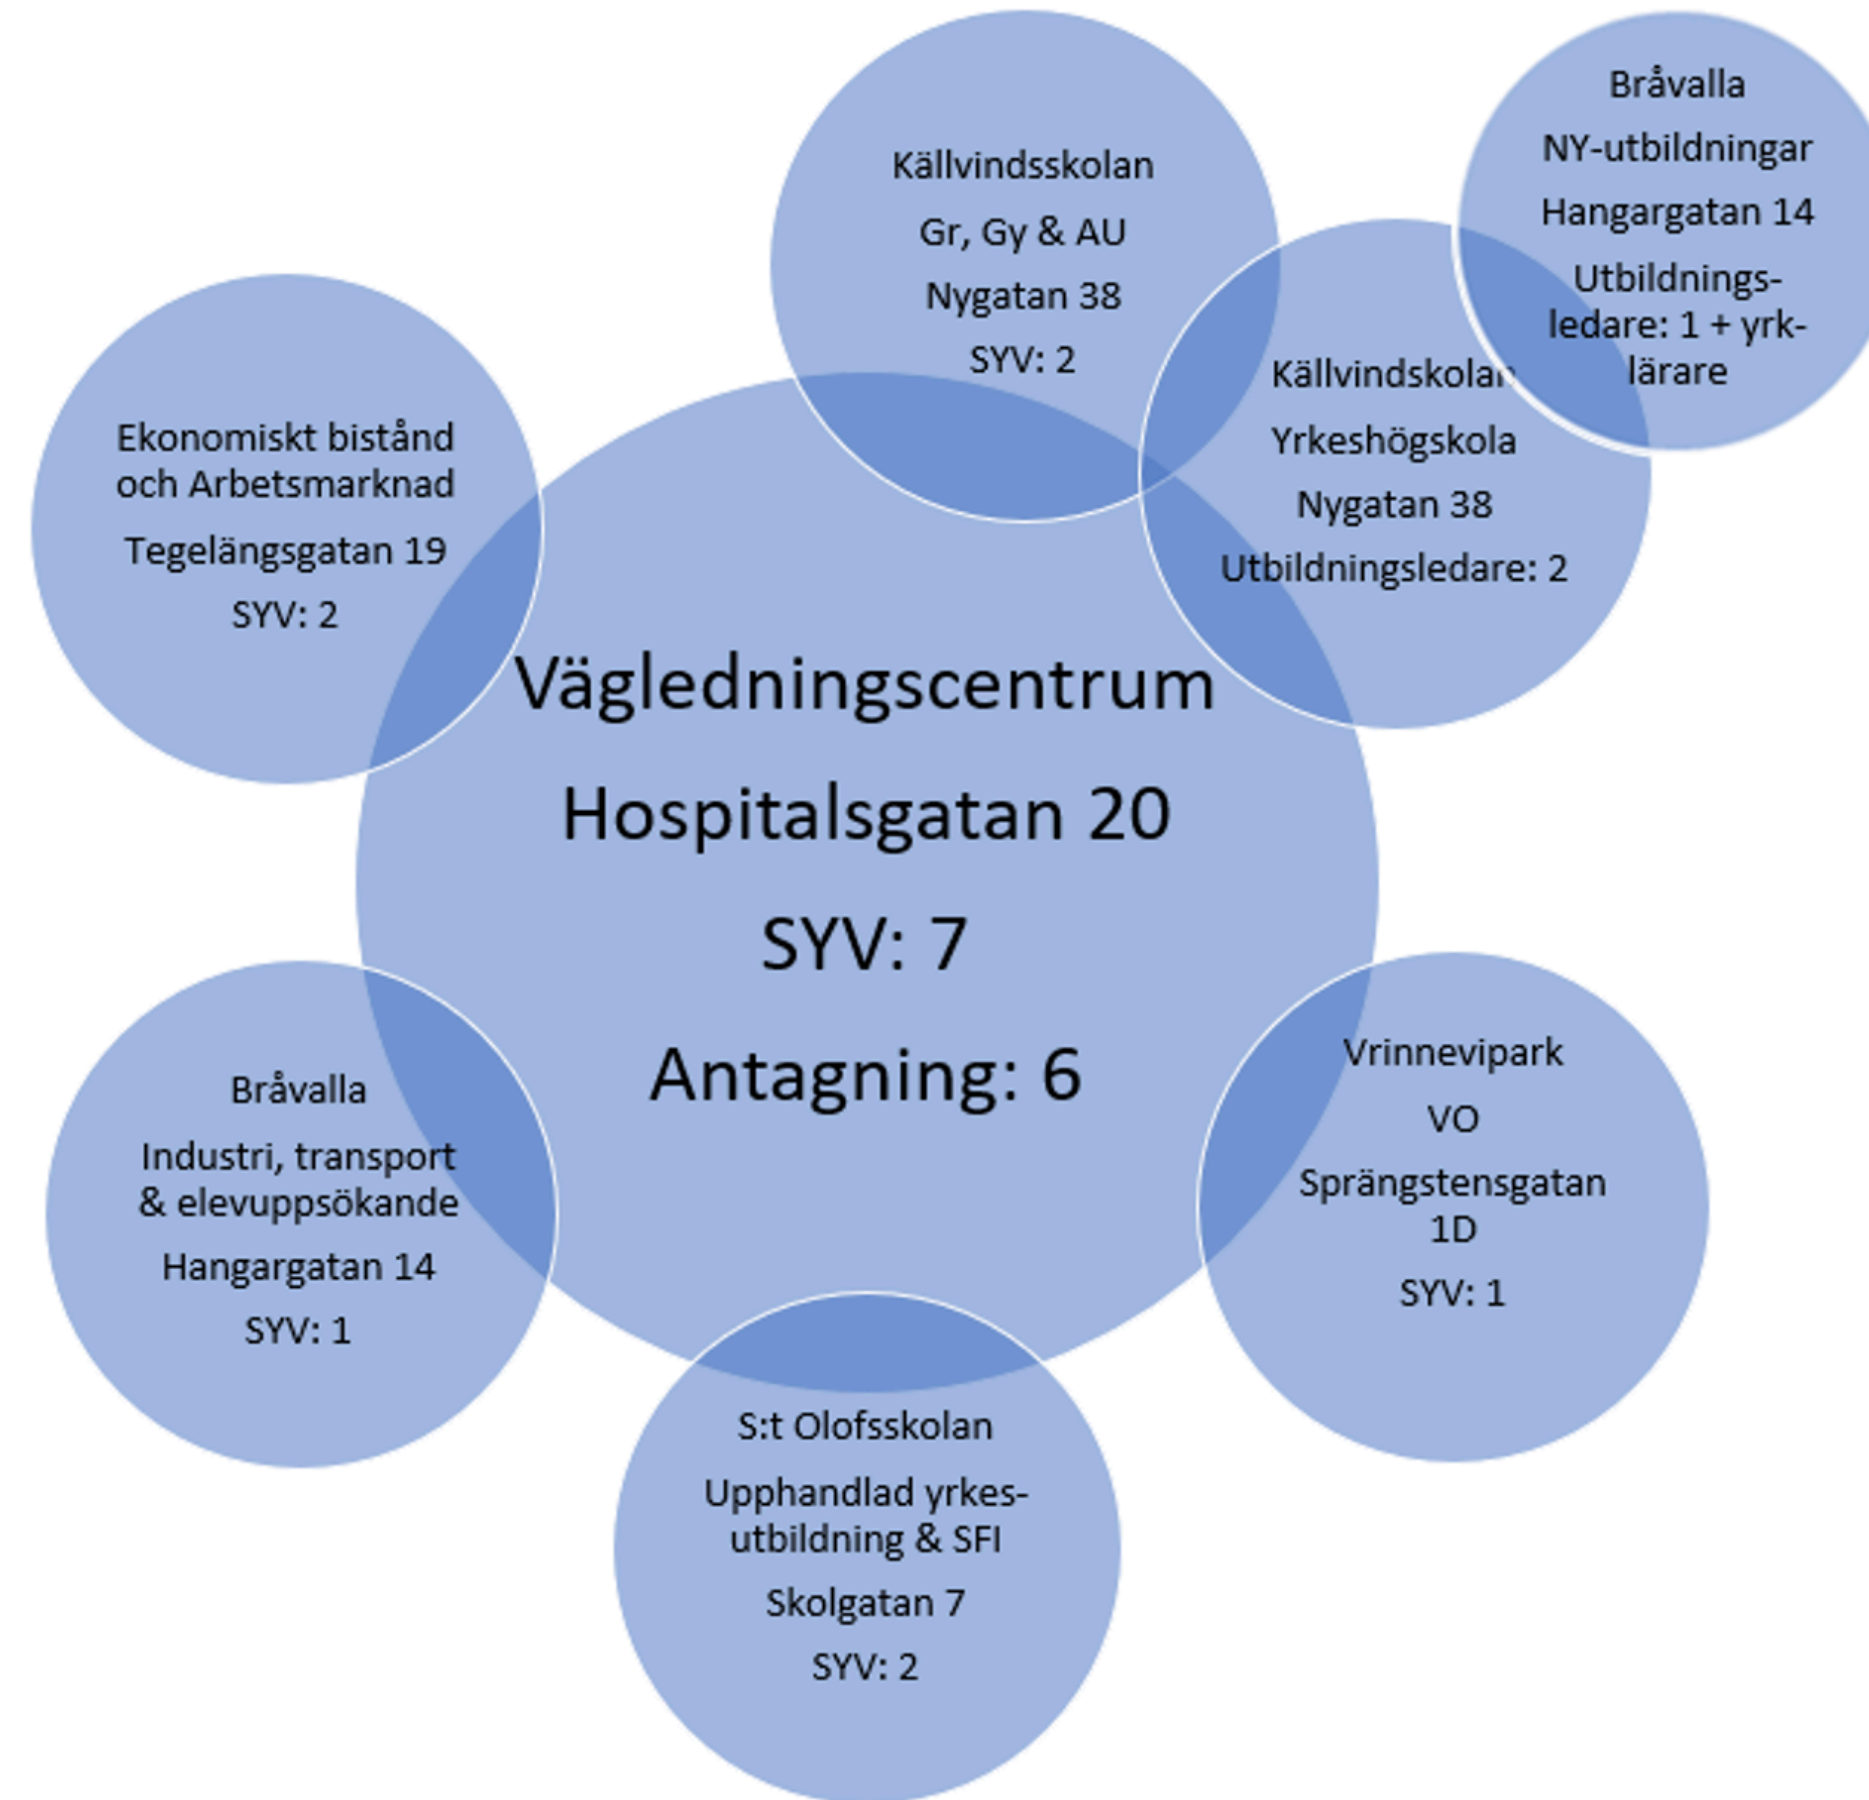 Bråvalla
NY-utbildningar
Hangargatan 14
Utbildnings-
ledare: 1 + yrk-
lärare
Källvindsskolan
Gr, Gy & AU
Nygatan 38
SYV: 2
Källvindskolan
Yrkeshögskola
Nygatan 38
Utbildningsledare: 2
Ekonomiskt bistånd
och Arbetsmarknad
Tegelängsgatan 19
SYV: 2
Vägledningscentrum
Hospitalsgatan 20
SYV: 7
Antagning: 6
Bråvalla
Industri, transport
& elevuppsökande
Hangargatan 14
SYV: 1
Vrinnevipark
VO
Sprängstensgatan
1D
SYV: 1
S:t Olofsskolan
Upphandlad yrkes-
utbildning & SFI
Skolgatan 7
SYV: 2